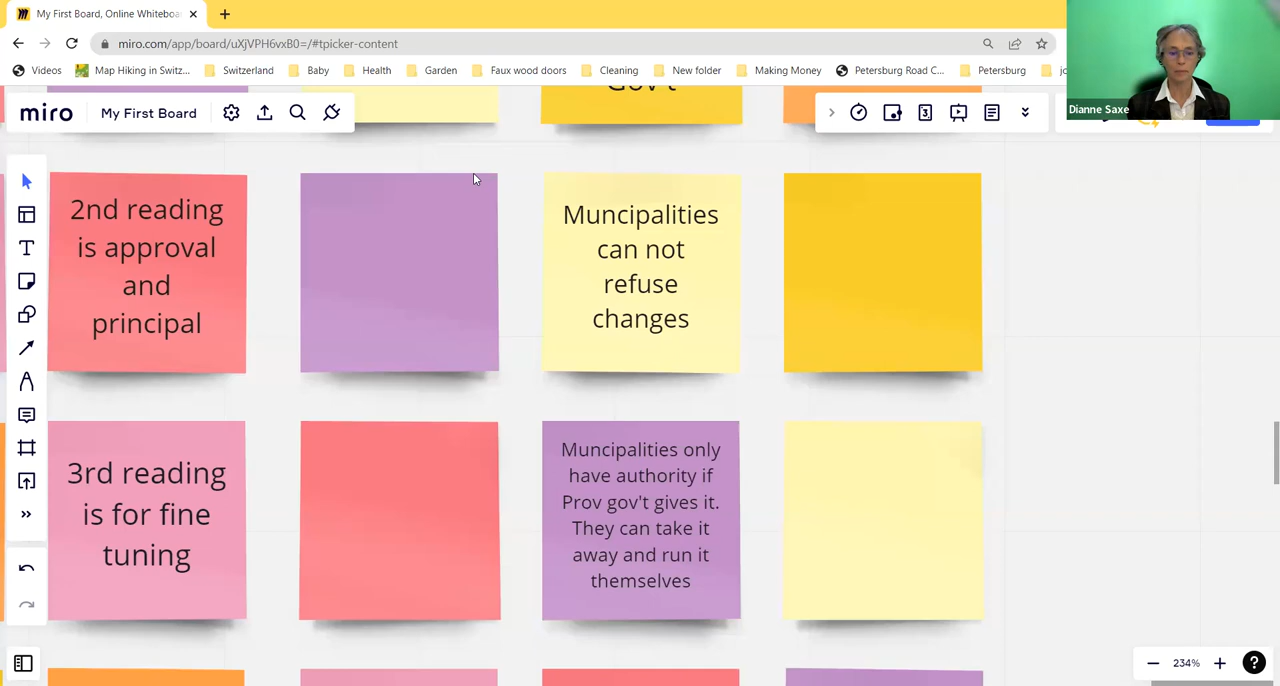 My First Board, Online Whiteboa
miro.com/app/board/uXjVPH6vxB0=/#tpicker-content
Videos
Map Hiking in Switz...
Switzerland
Baby
Health
Garden
Faux wood doors
Cleaning
New folder
Making Money
Petersburg Road C...
Petersburg
jo
Dianne Saxe
miro
My First Board
Gov't
2nd reading
is approval
and
principal
Muncipalities
can not
refuse
changes
3rd reading
is for fine
tuning
Muncipalities only
have authority if
Prov gov't gives it.
They can take it
away and run it
themselves
234%